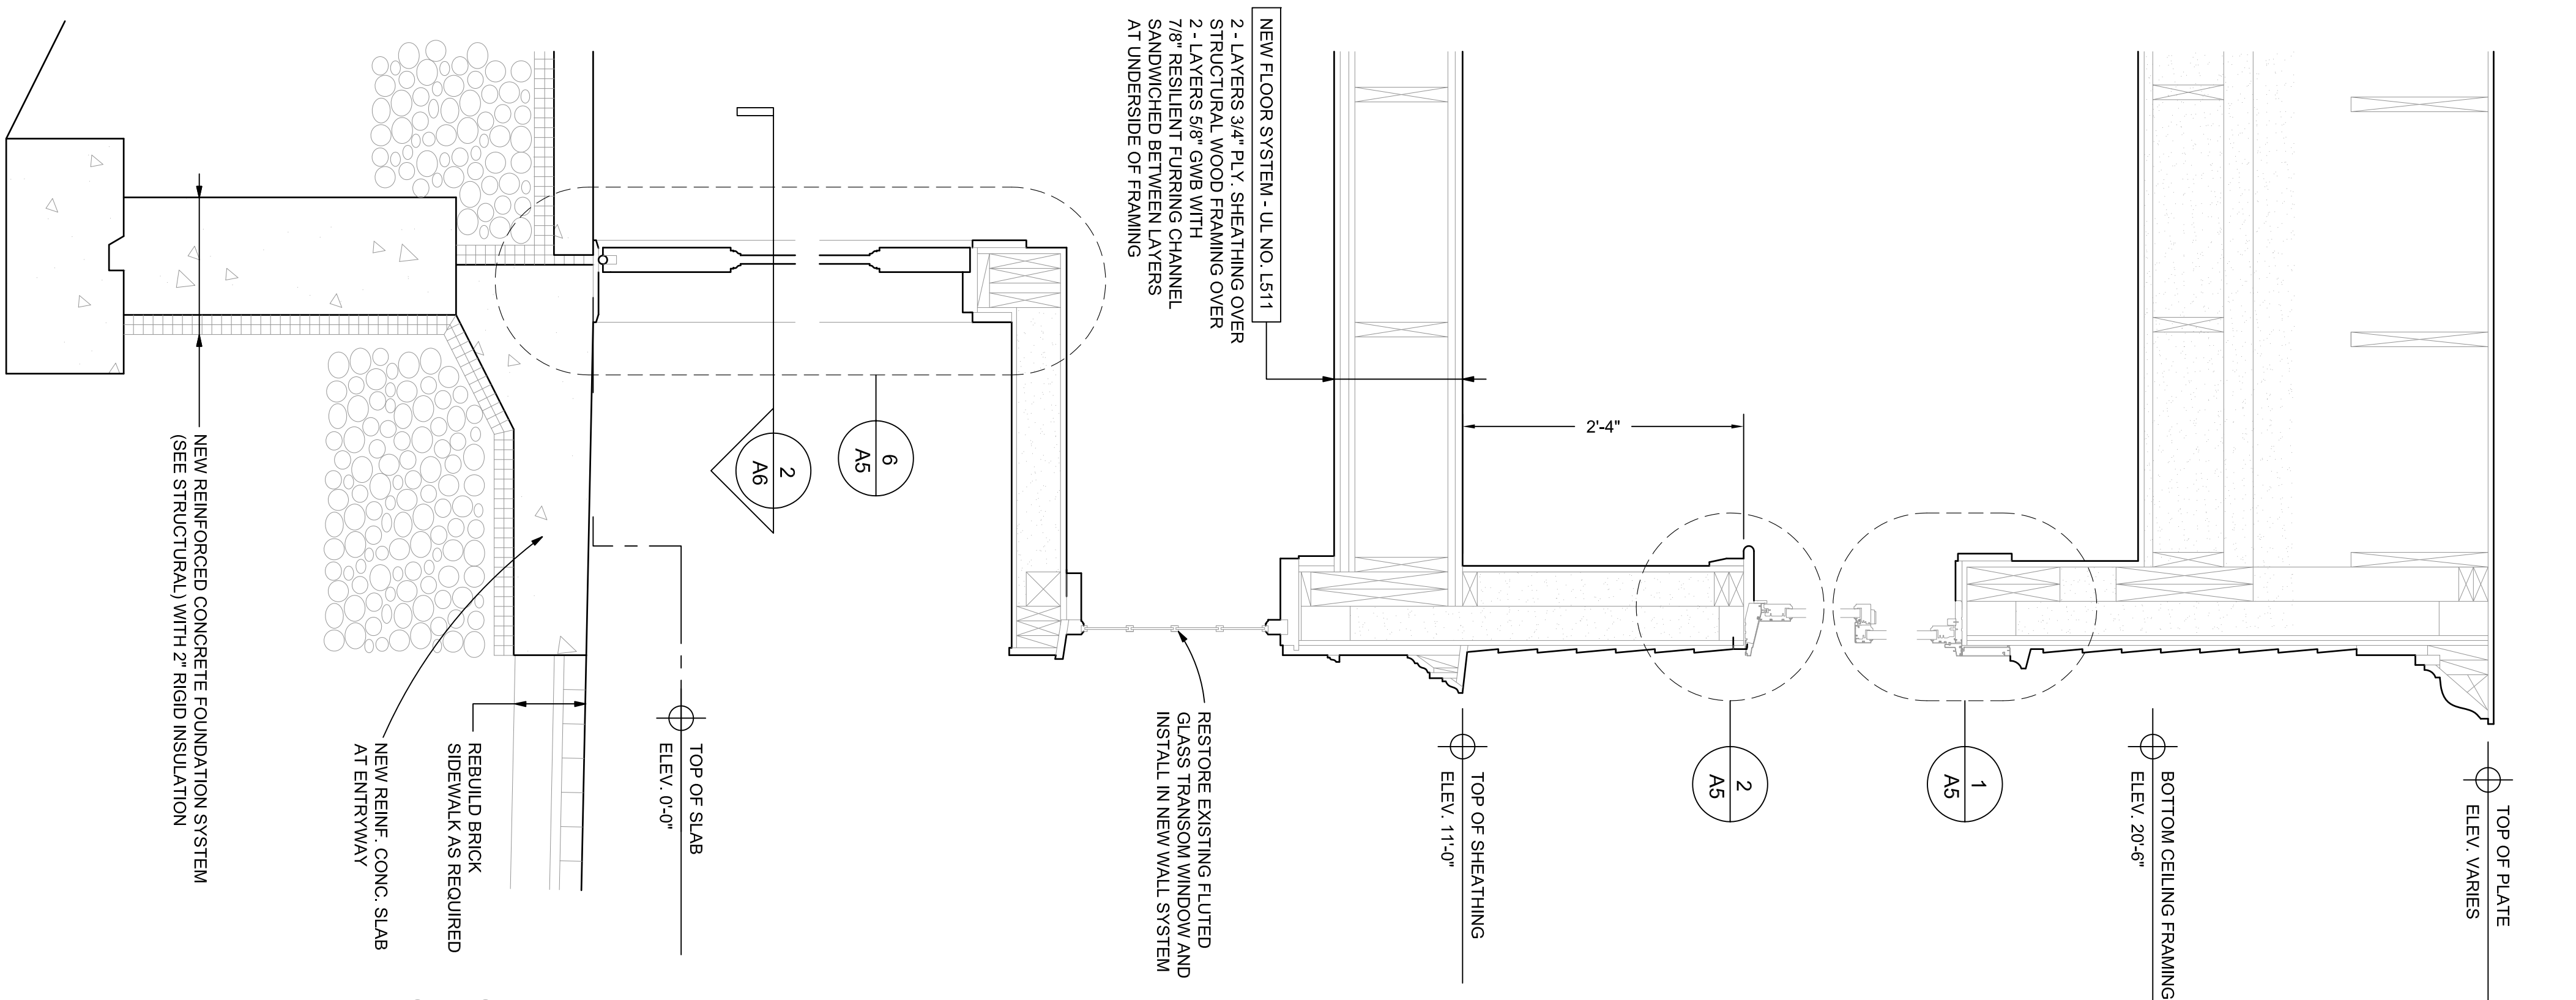 TOP OF PLATE
ELEV. VARIES
BOTTOM CEILING FRAMING
ELEV. 20'-6"
1
A5
2
A5
2'-4"
TOP OF SHEATHING
ELEV. 11'-0"
NEW FLOOR SYSTEM - UL NO. L511
2 - LAYERS 3/4" PLY. SHEATHING OVER
STRUCTURAL WOOD FRAMING OVER
2 - LAYERS 5/8" GWB WITH
7/8" RESILIENT FURRING CHANNEL
SANDWICHED BETWEEN LAYERS
AT UNDERSIDE OF FRAMING
RESTORE EXISTING FLUTED
GLASS TRANSOM WINDOW AND
INSTALL IN NEW WALL SYSTEM
6
A5
2
A6
TOP OF SLAB
ELEV. 0'-0"
REBUILD BRICK
SIDEWALK AS REQUIRED
NEW REINF. CONC. SLAB
AT ENTRYWAY
NEW REINFORCED CONCRETE FOUNDATION SYSTEM
(SEE STRUCTURAL) WITH 2" RIGID INSULATION